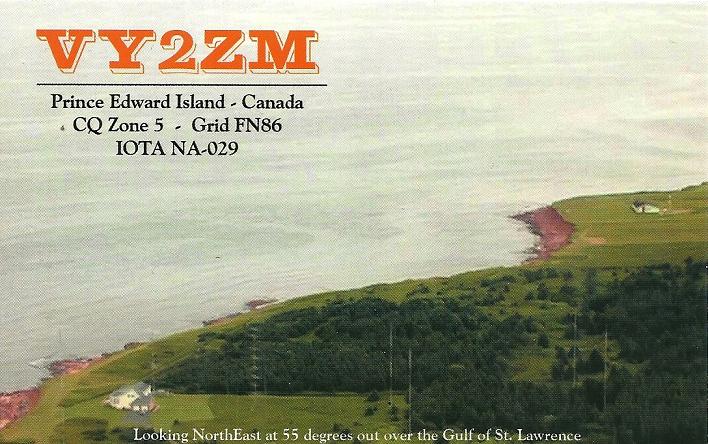 VY2ZM
Prince Edward Island - Canada
CQ Zone 5 - Grid FN86
IOTA NA-029
Looking NorthEast at 55 degrees out over the Gulf of St. Lawrence